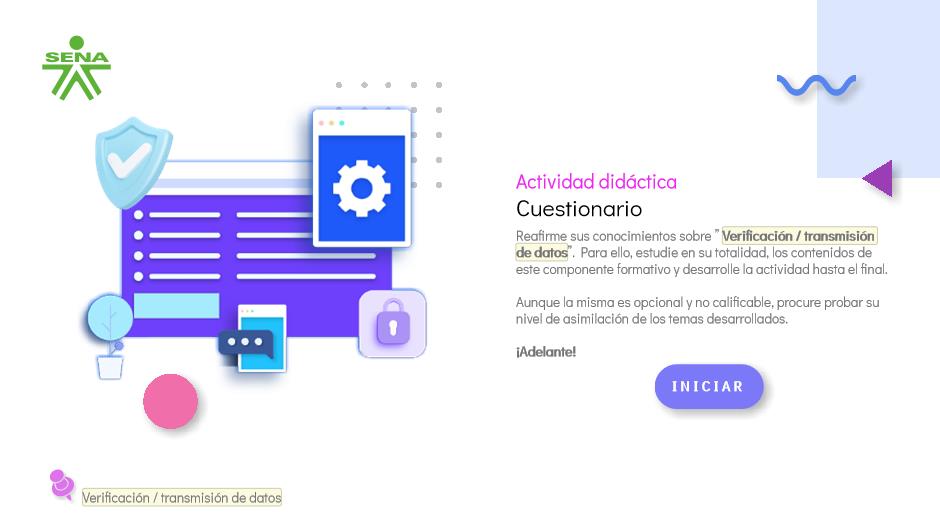 SENA
Actividad didáctica
Cuestionario
Reafirme sus conocimientos sobre ” Verificación / transmisión
de datos”. Para ello, estudie en su totalidad, los contenidos de
este componente formativo y desarrolle la actividad hasta el final.
Aunque la misma es opcional y no calificable, procure probar su
nivel de asimilación de los temas desarrollados.
¡Adelante!
INICIAR
Verificación / transmisión de datos